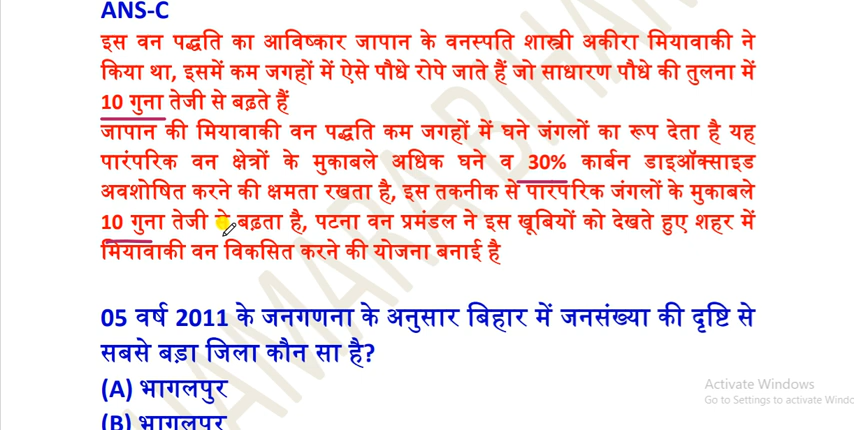 ANS-C
इस वन पद्धति का आविष्कार जापान के वनस्पति शास्त्री अकीरा मियावाकी ने
किया था, इसमें कम जगहों में ऐसे पौधे रोपे जाते हैं जो साधारण पौधे की तुलना में
10 गुना तेजी से बढ़ते हैं
जापान की मियावाकी वन पद्धति कम जगहों में घने जंगलों का रूप देता है यह
पारंपरिक वन क्षेत्रों के मुकाबले अधिक घने व 30% कार्बन डाइऑक्साइड
अवशोषित करने की क्षमता रखता है, इस तकनीक से पारंपरिक जंगलों के मुकाबले
10 गुना तेजी से बढ़ता है, पटना वन प्रमंडल ने इस खूबियों को देखते हुए शहर में
मियावाकी वन विकसित करने की योजना बनाई है
05 वर्ष 2011 के जनगणना के अनुसार बिहार में जनसंख्या की दृष्टि से
सबसे बड़ा जिला कौन सा है?
(A) भागलपुर
(B) भागलपुर
Activate Windows
Go to Settings to activate Windo
HAMARA BIHAR